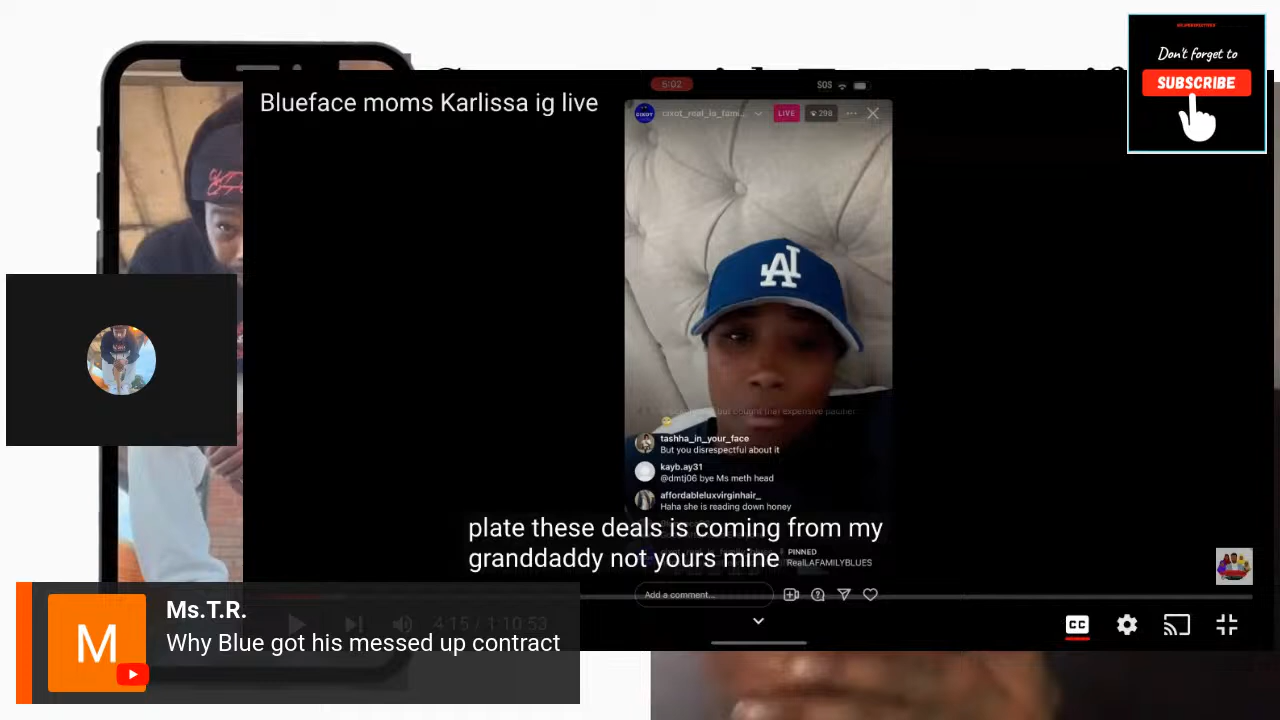 Don't forget to
SUBSCRIBE
Blueface moms Karlissa ig live
5:02
SOS
LIVE
298
LA
tashha_in_your_face
But you disrespectful about it
kayb.ay31
@dmtj06 bye Ms meth head
affordableluxvirginhair_
Haha she is reading down honey
plate these deals is coming from my
granddaddy not yours mine
PINNED
RealLAFAMILYBLUES
Add a comment...
Ms.T.R.
M
Why Blue got his messed up contract
4:15 / 1:10:53
CC